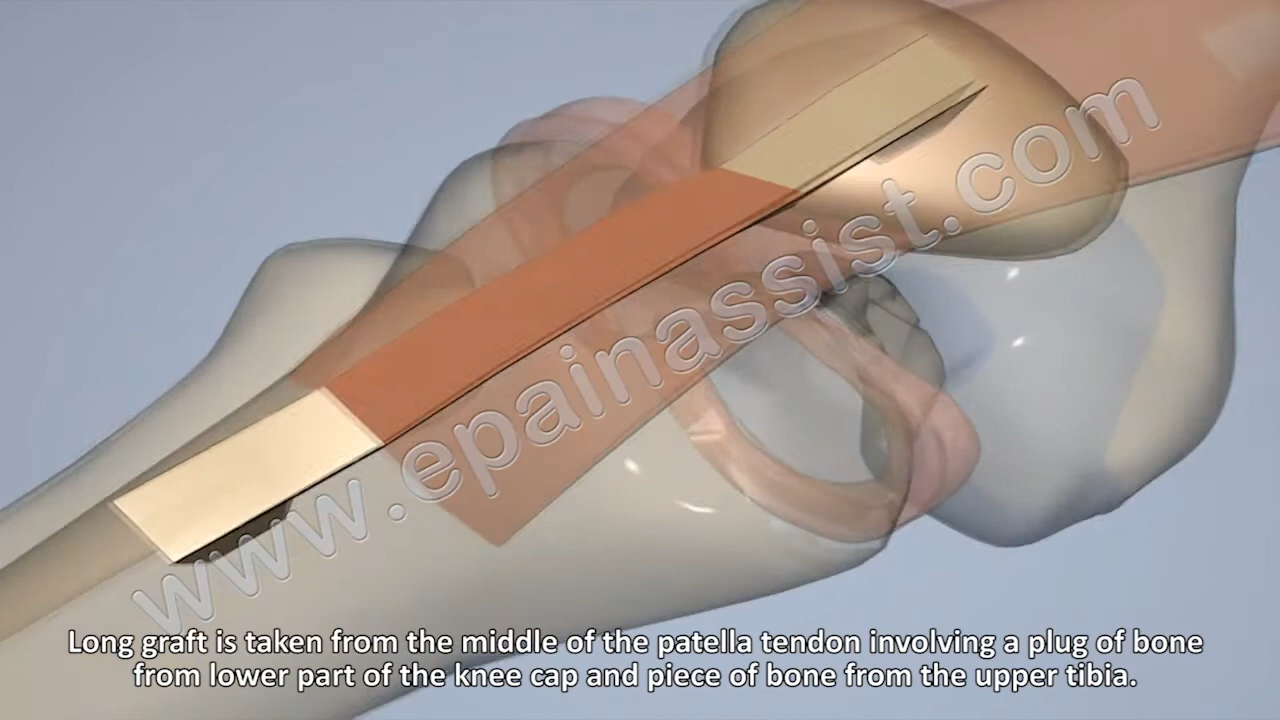 www.epainassist.com
Long graft is taken from the middle of the patella tendon involving a plug of bone
from lower part of the knee cap and piece of bone from the upper tibia.